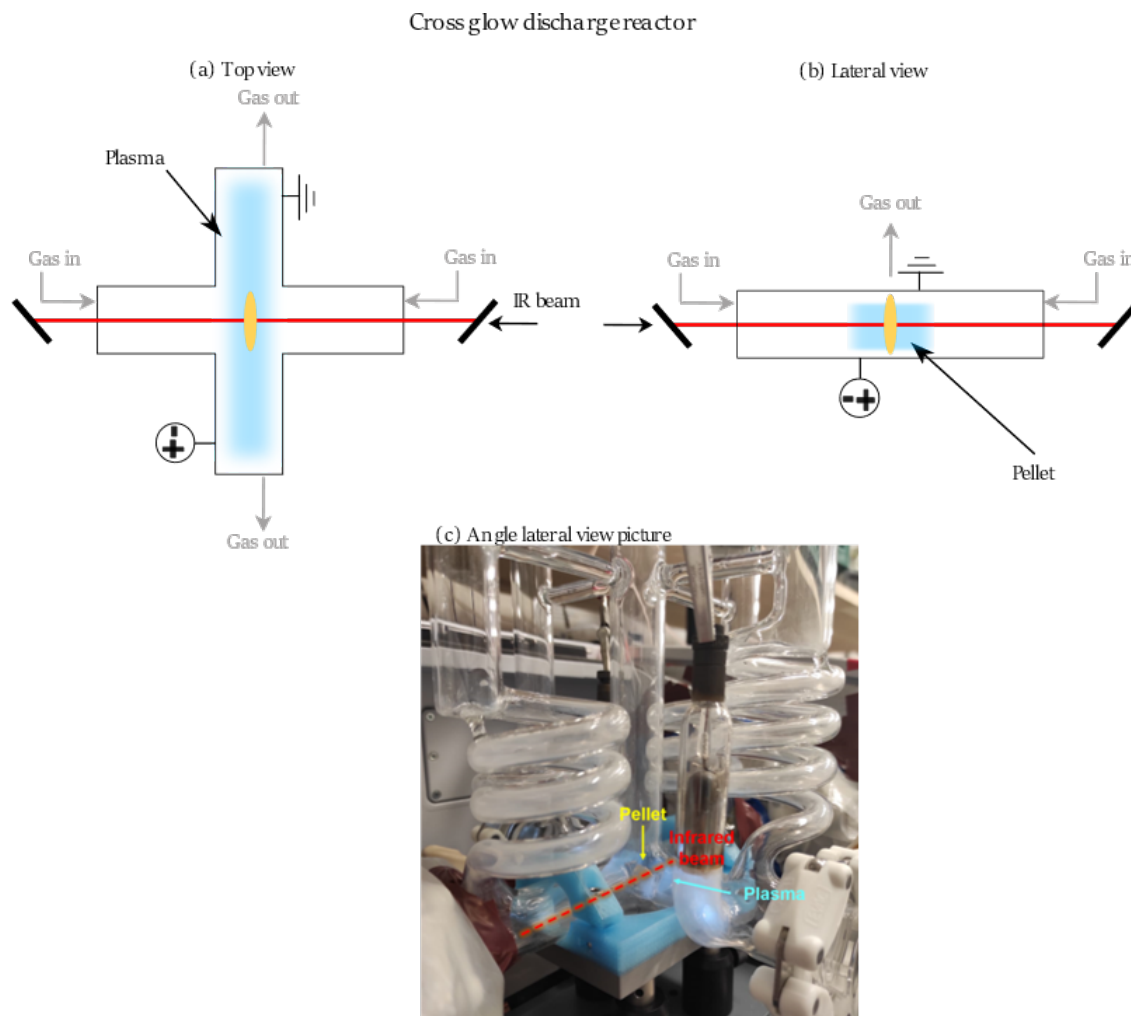 Cross glow discharge reactor
(a) Top view
(b) Lateral view
Gas out
Plasma
Gas out
Gas in
Gas in
Gas in
Gas in
IR beam
Pellet
Gas out
(c) Angle lateral view picture
Pellet
Infrared
beam
Plasma